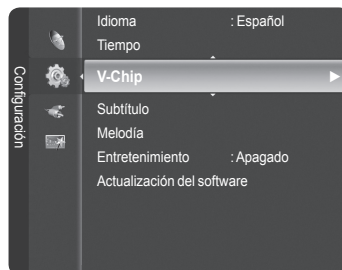 Configuración
Idioma : Español
Tiempo
V-Chip
Subtítulo
Melodía
Entretenimiento : Apagado
Actualización del software